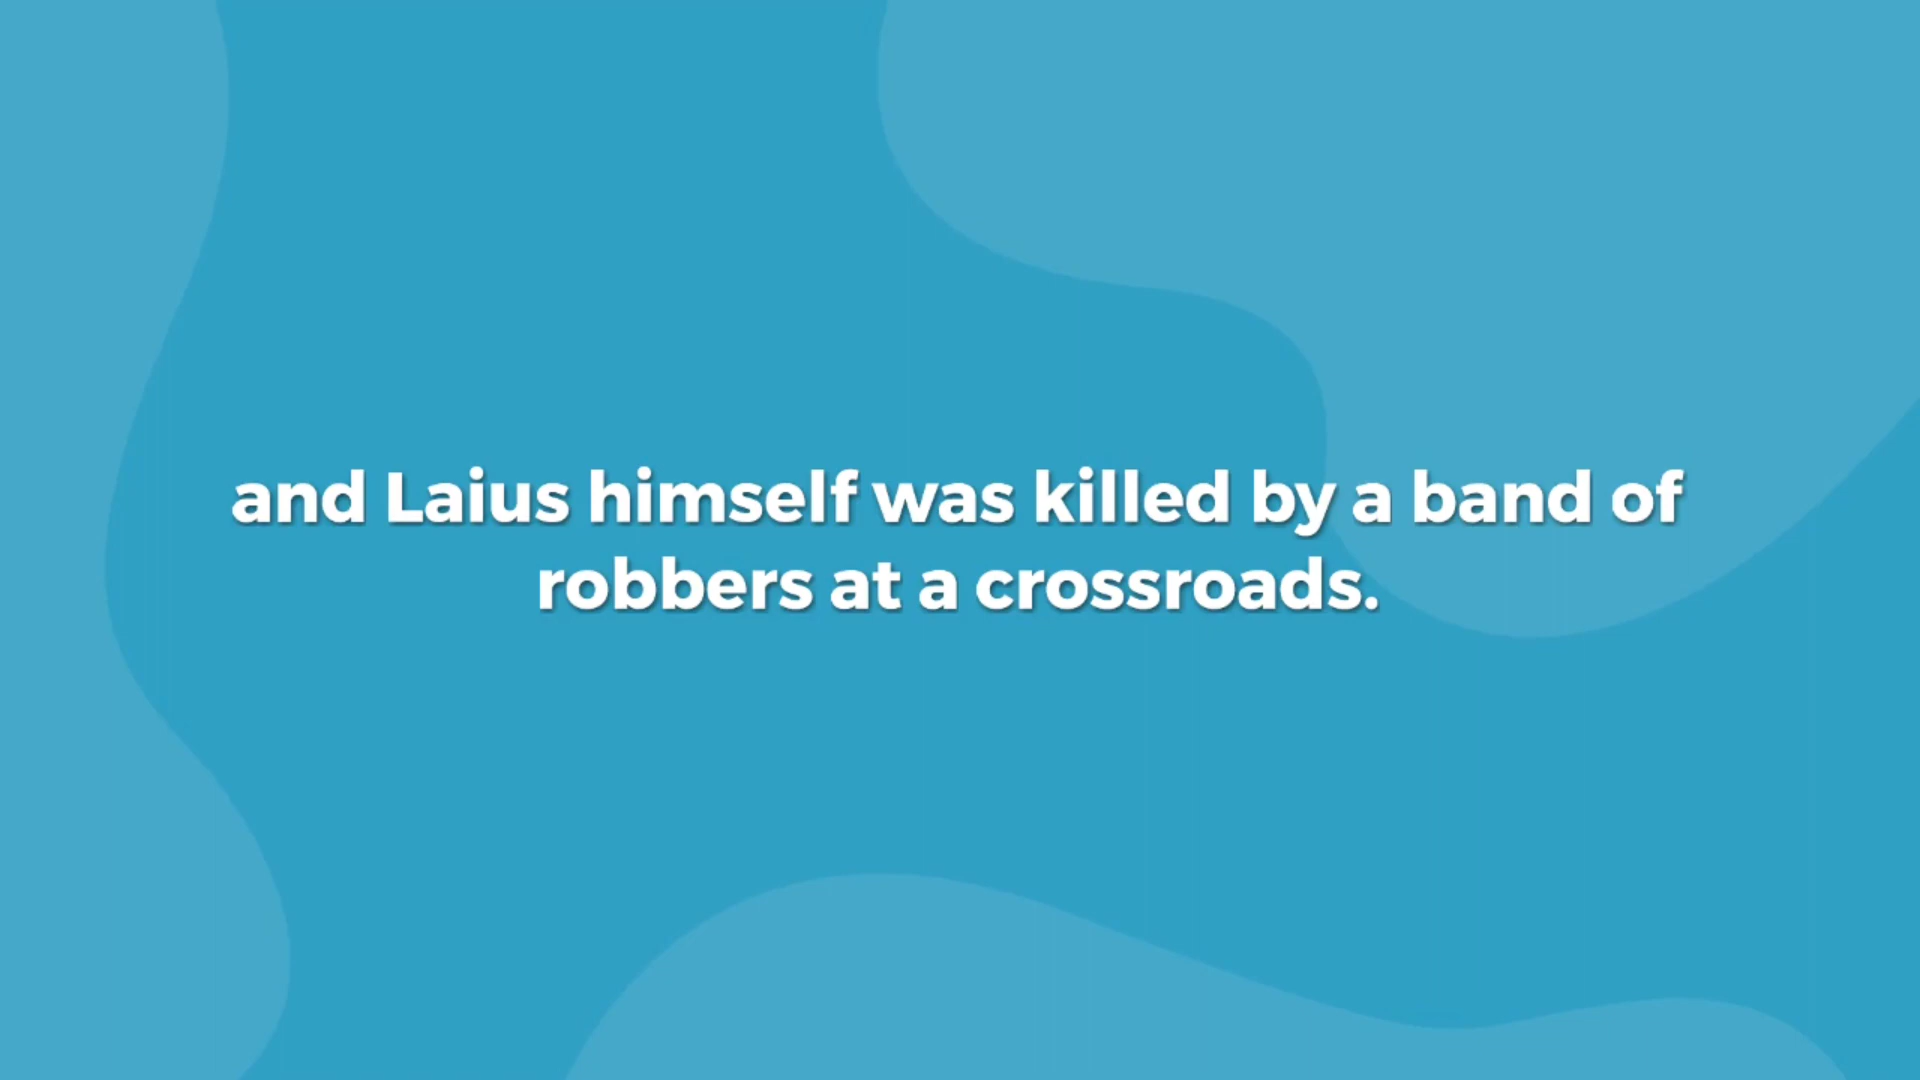 and Laius himself was killed by a band of
robbers at a crossroads.